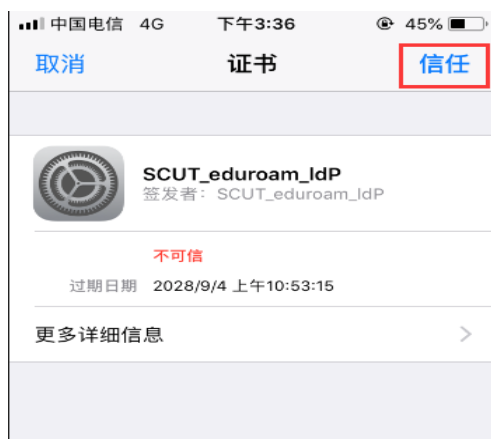 中国电信 4G 下午3:36 45%
取消 证书 信任
SCUT_eduroam_IdP
签发者：SCUT_eduroam_IdP
不可信
过期日期 2028/9/4 上午10:53:15
更多详细信息